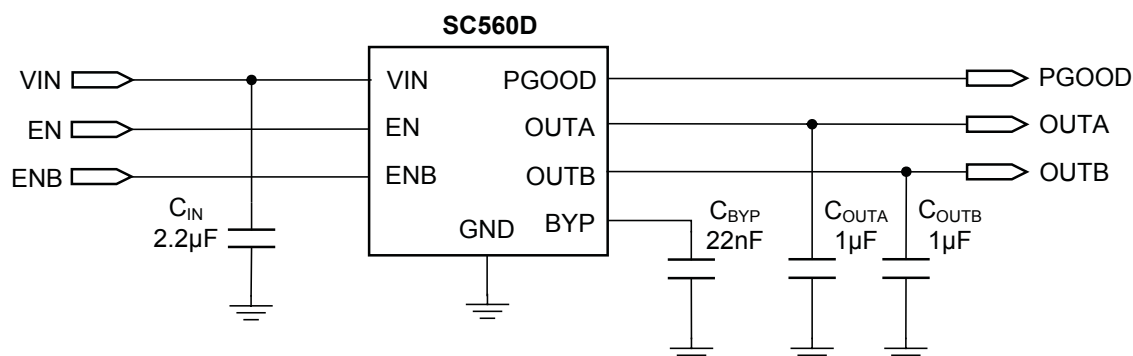 SC560D
VIN
EN
ENB
VIN
EN
ENB
GND
PGOOD
OUTA
OUTB
BYP
PGOOD
OUTA
OUTB
CIN
2.2µF
CBYP
22nF
COUTA
1µF
COUTB
1µF